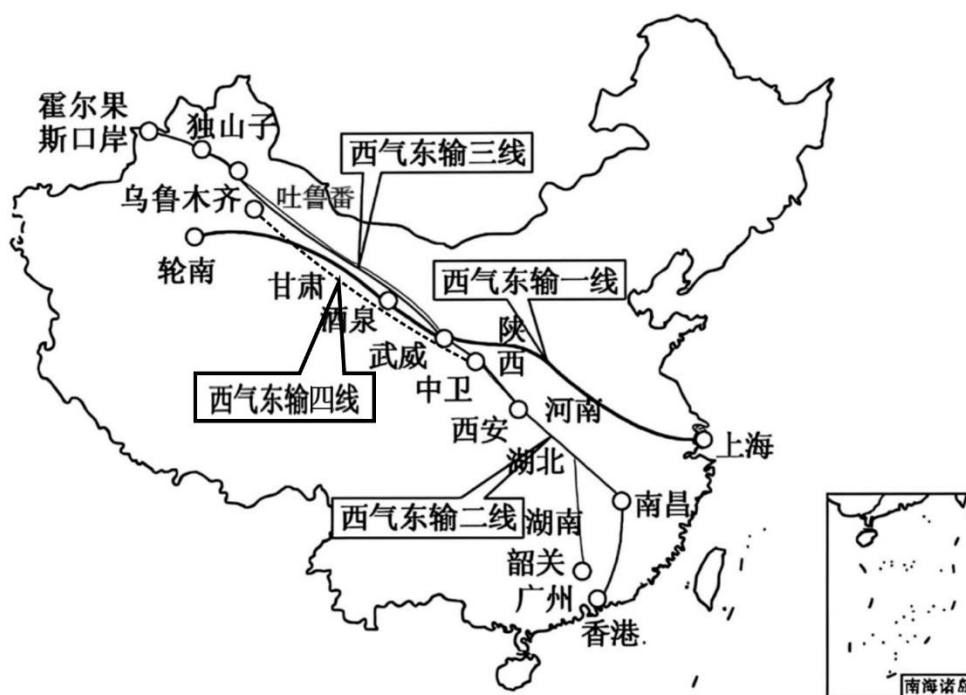 霍尔果
斯口岸
独山子
西气东输三线
乌鲁木齐
吐鲁番
轮南
甘肃
西气东输一线
酒泉
陕
西
武威
中卫
西气东输四线
河南
西安
上海
湖北
西气东输二线
湖南
南昌
韶关
广州
香港
南海诸岛